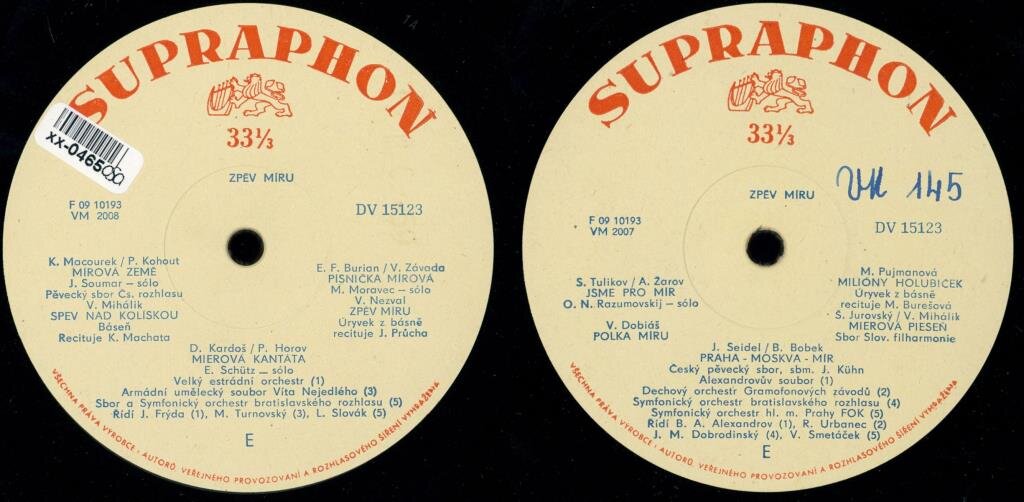 SUPRAPHON
33⅓
XX-0465
ZPĚV MÍRU
F 09 10193
VM 2008
DV 15123
K. Macourek / P. Kohout
MÍROVÁ ZEMĚ
J. Soumar — sólo
Pěvecký sbor Čs. rozhlasu
V. Mihálik
SPEV NAD KOLÍSKOU
Báseň
Recituje K. Machata
E. F. Burian / V. Závada
PÍSNIČKA MÍROVÁ
M. Moravec — sólo
V. Nezval
ZPĚV MÍRU
Úryvek z básně
recituje J. Průcha
D. Kardoš / P. Horov
MIEROVÁ KANTÁTA
E. Schütz — sólo
Velký estrádní orchestr (1)
Armádní umělecký soubor Víta Nejedlého (3)
Sbor a Symfonický orchestr bratislavského rozhlasu (5)
Řídí J. Frýda (1), M. Turnovský (3), L. Slovák (5)
E
VŠECHNA PRÁVA VÝROBCE • AUTORŮ VEŘEJNÉHO PROVOZOVÁNÍ A ROZHLASOVÉHO ŠÍŘENÍ VYHRAŽENA
SUPRAPHON
33⅓
ZPĚV MÍRU
VM 145
F 09 10193
VM 2007
DV 15123
S. Tulikov / A. Žarov
JSME PRO MÍR
O. N. Razumovskij — sólo
V. Dobiáš
POLKA MÍRU
M. Pujmanová
MILIÓNY HOLUBIČEK
Úryvek z básně
recituje M. Burešová
Š. Jurovský / V. Mihálik
MIEROVÁ PIESEŇ
Sbor Slov. filharmonie
J. Seidel / B. Bobek
PRAHA - MOSKVA - MÍR
Český pěvecký sbor, sbm. J. Kühn
Alexandrovův soubor (1)
Dechový orchestr Gramofonových závodů (2)
Symfonický orchestr bratislavského rozhlasu (4)
Symfonický orchestr hl. m. Prahy FOK (5)
Řídí B. A. Alexandrov (1), R. Urbanec (2)
J. M. Dobrodinský (4), V. Smetáček (5)
E
VŠECHNA PRÁVA VÝROBCE • AUTORŮ VEŘEJNÉHO PROVOZOVÁNÍ A ROZHLASOVÉHO ŠÍŘENÍ VYHRAŽENA